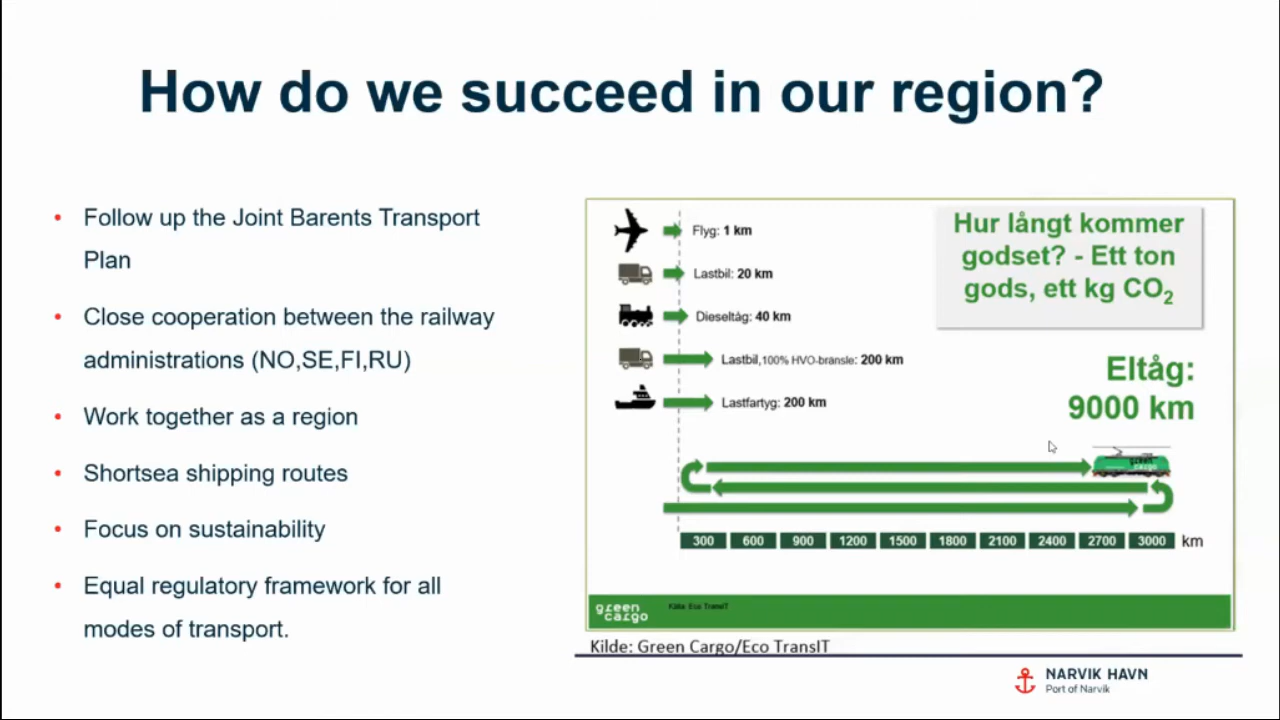 How do we succeed in our region?
• Follow up the Joint Barents Transport
Plan
• Close cooperation between the railway
administrations (NO,SE,FI,RU)
• Work together as a region
• Shortsea shipping routes
• Focus on sustainability
• Equal regulatory framework for all
modes of transport.
Flyg: 1 km
Lastbil: 20 km
Dieseltåg: 40 km
Lastbil,100% HVO-bränsle: 200 km
Lastfartyg: 200 km
Hur långt kommer
godset? - Ett ton
gods, ett kg CO₂
Eltåg:
9000 km
green
cargo
300 600 900 1200 1500 1800 2100 2400 2700 3000 km
green
cargo
Källa: Eco TransIT
Kilde: Green Cargo/Eco TransIT
NARVIK HAVN
Port of Narvik